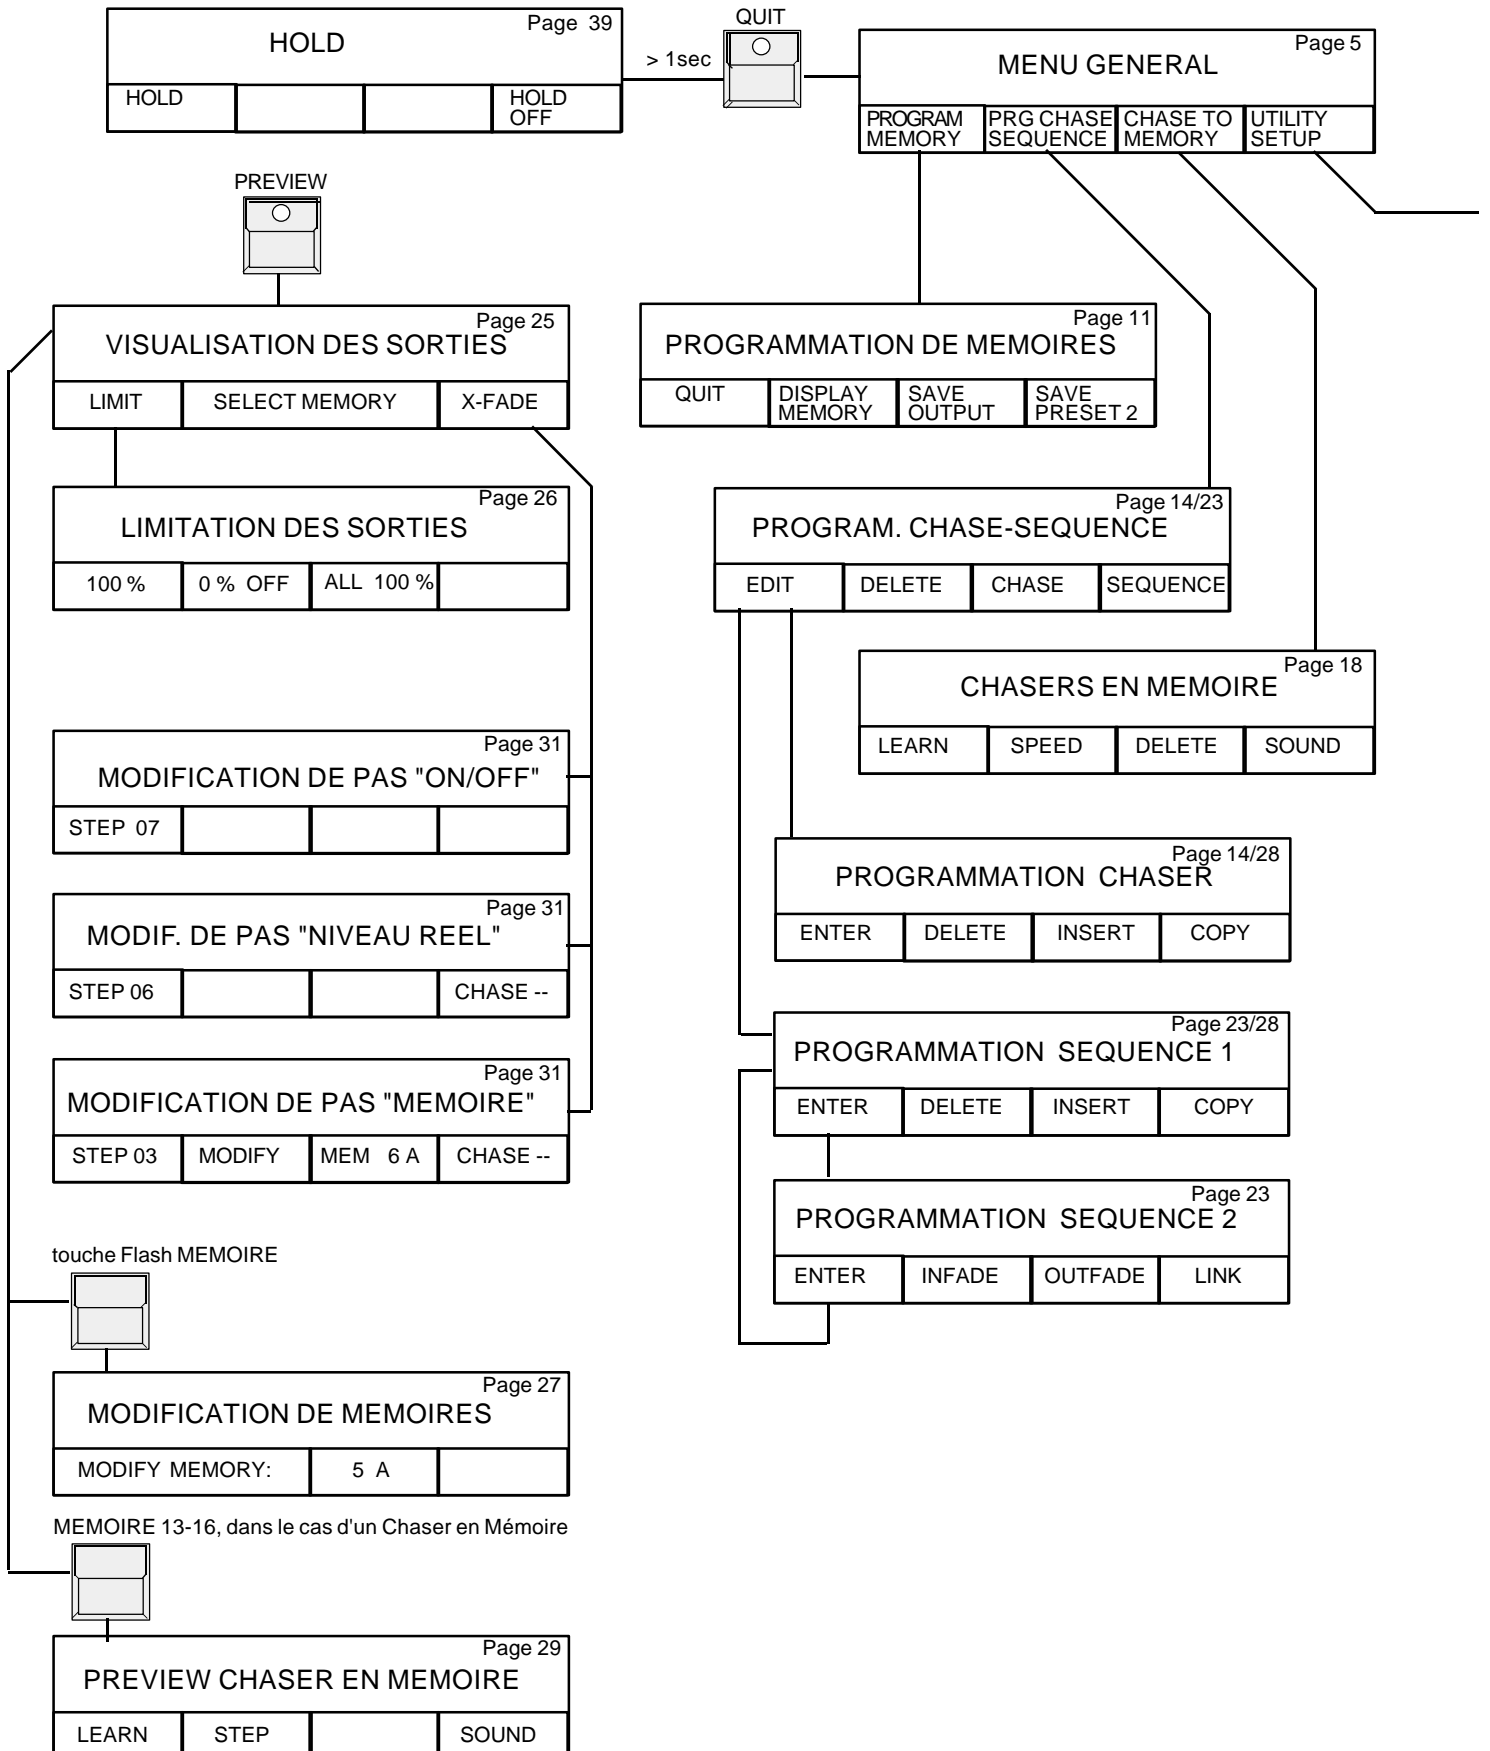 Page 39
HOLD
HOLD
HOLD
OFF
> 1sec
QUIT
Page 5
MENU GENERAL
PROGRAM
MEMORY
PRG CHASE
SEQUENCE
CHASE TO
MEMORY
UTILITY
SETUP
PREVIEW
Page 25
VISUALISATION DES SORTIES
LIMIT
SELECT MEMORY
X-FADE
Page 26
LIMITATION DES SORTIES
100 %
0 % OFF
ALL 100 %
Page 31
MODIFICATION DE PAS "ON/OFF"
STEP 07
Page 31
MODIF. DE PAS "NIVEAU REEL"
STEP 06
CHASE --
Page 31
MODIFICATION DE PAS "MEMOIRE"
STEP 03
MODIFY
MEM 6 A
CHASE --
touche Flash MEMOIRE
Page 27
MODIFICATION DE MEMOIRES
MODIFY MEMORY:
5 A
MEMOIRE 13-16, dans le cas d'un Chaser en Mémoire
Page 29
PREVIEW CHASER EN MEMOIRE
LEARN
STEP
SOUND
Page 11
PROGRAMMATION DE MEMOIRES
QUIT
DISPLAY
MEMORY
SAVE
OUTPUT
SAVE
PRESET 2
Page 14/23
PROGRAM. CHASE-SEQUENCE
EDIT
DELETE
CHASE
SEQUENCE
Page 18
CHASERS EN MEMOIRE
LEARN
SPEED
DELETE
SOUND
Page 14/28
PROGRAMMATION CHASER
ENTER
DELETE
INSERT
COPY
Page 23/28
PROGRAMMATION SEQUENCE 1
ENTER
DELETE
INSERT
COPY
Page 23
PROGRAMMATION SEQUENCE 2
ENTER
INFADE
OUTFADE
LINK